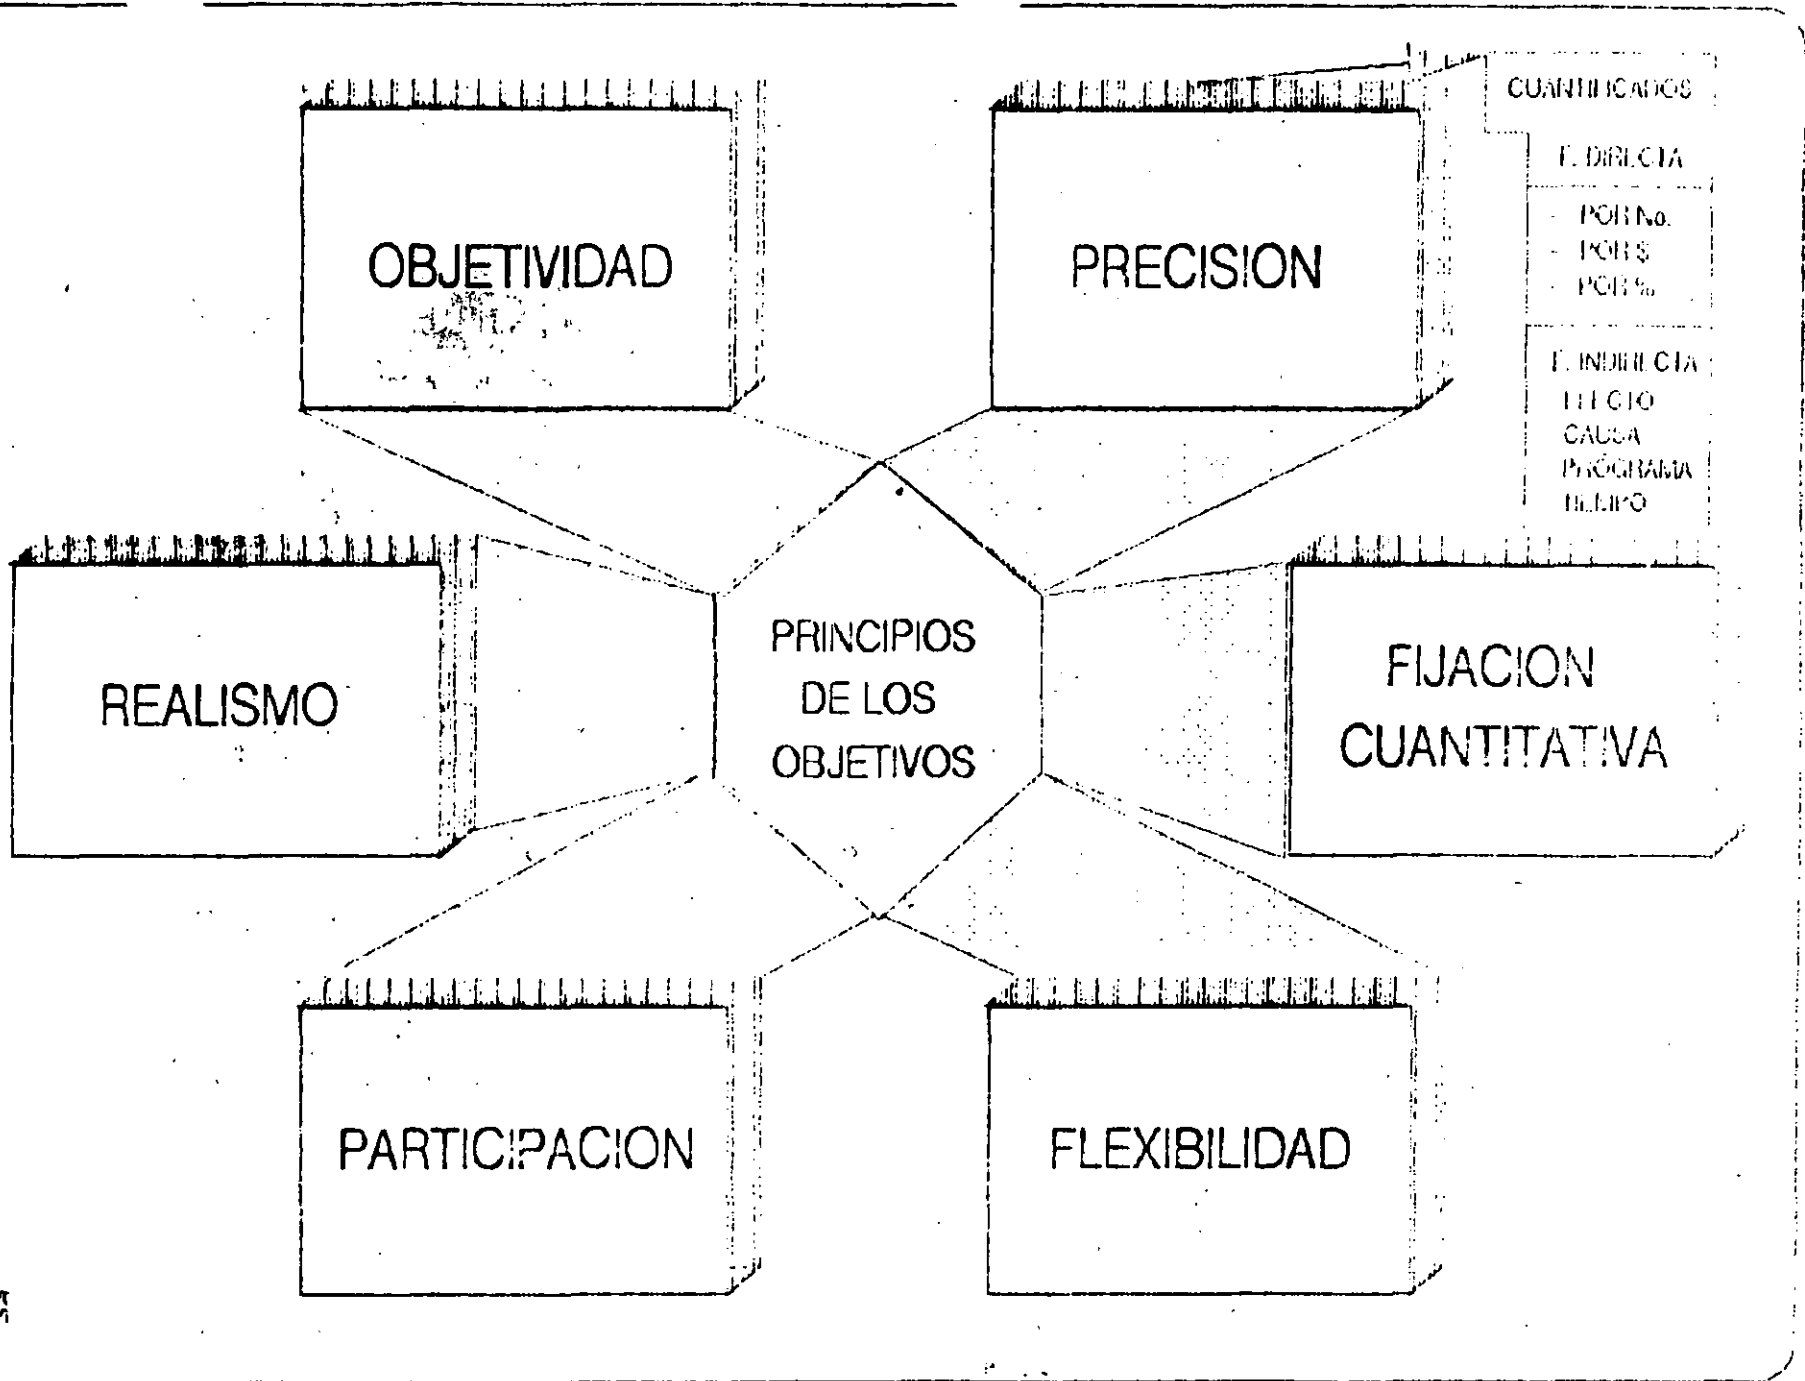 OBJETIVIDAD
PRECISION
CUANTIFICADOS
F. DIRECTA
- POR No.
- POR $
- POR %
F. INDIRECTA
EFECTO
CAUSA
PROGRAMA
TIEMPO
REALISMO
PRINCIPIOS
DE LOS
OBJETIVOS
FIJACION
CUANTITATIVA
PARTICIPACION
FLEXIBILIDAD